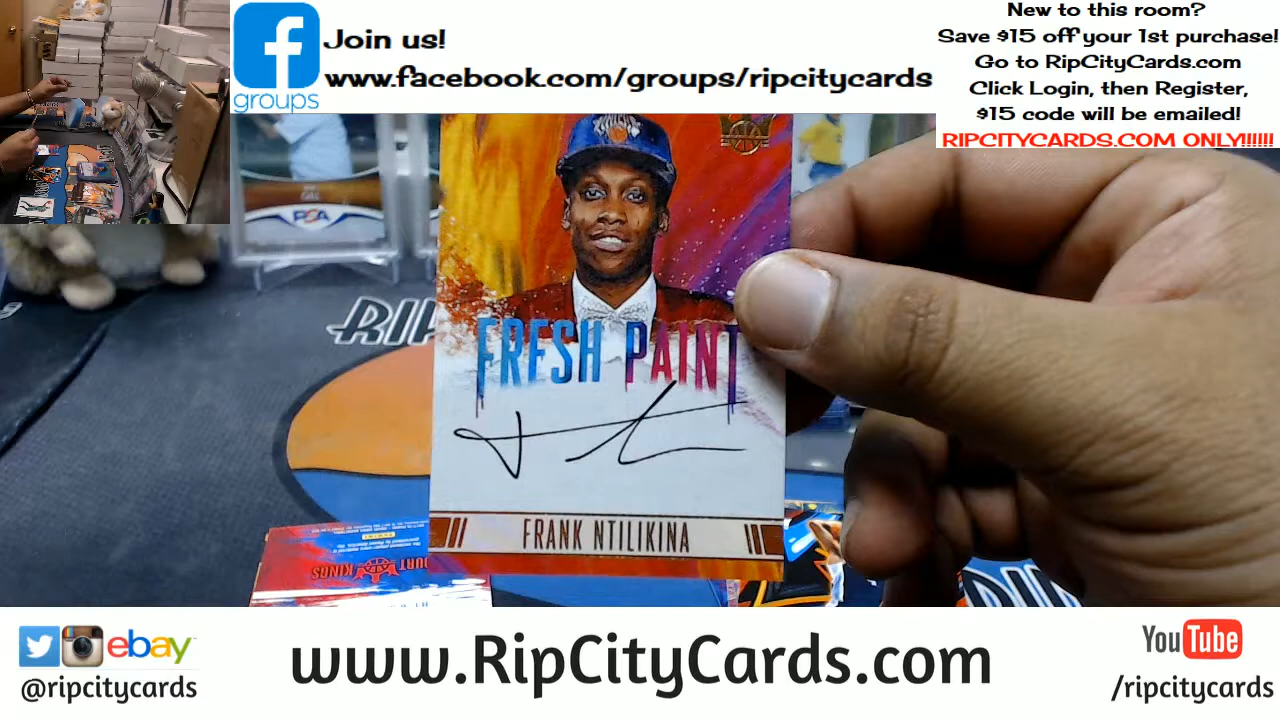 Join us!
www.facebook.com/groups/ripcitycards
groups
New to this room?
Save $15 off your 1st purchase!
Go to RipCityCards.com
Click Login, then Register,
$15 code will be emailed!
RIPCITYCARDS.COM ONLY!!!!!!
PSA
RIP
FRESH PAINT
FRANK NTILIKINA
COURT KINGS
ebay
@ripcitycards
www.RipCityCards.com
YouTube
/ripcitycards